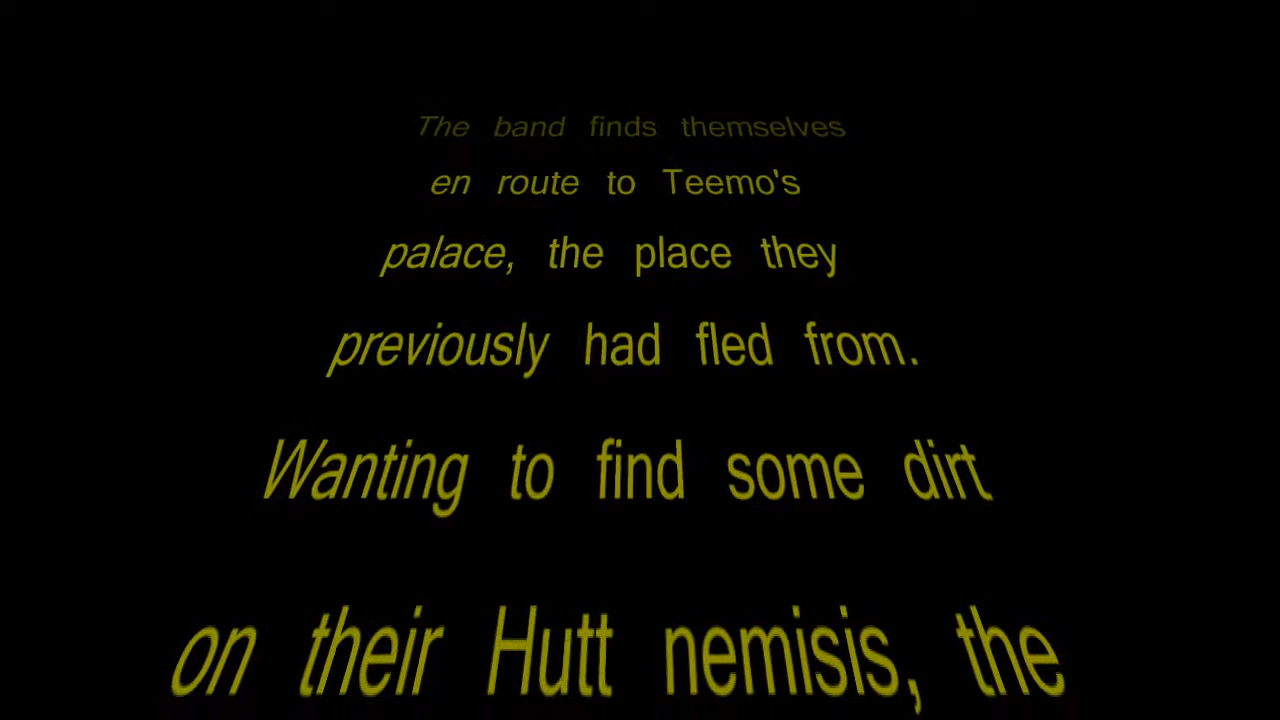 The band finds themselves
en route to Teemo's
palace, the place they
previously had fled from.
Wanting to find some dirt
on their Hutt nemisis, the